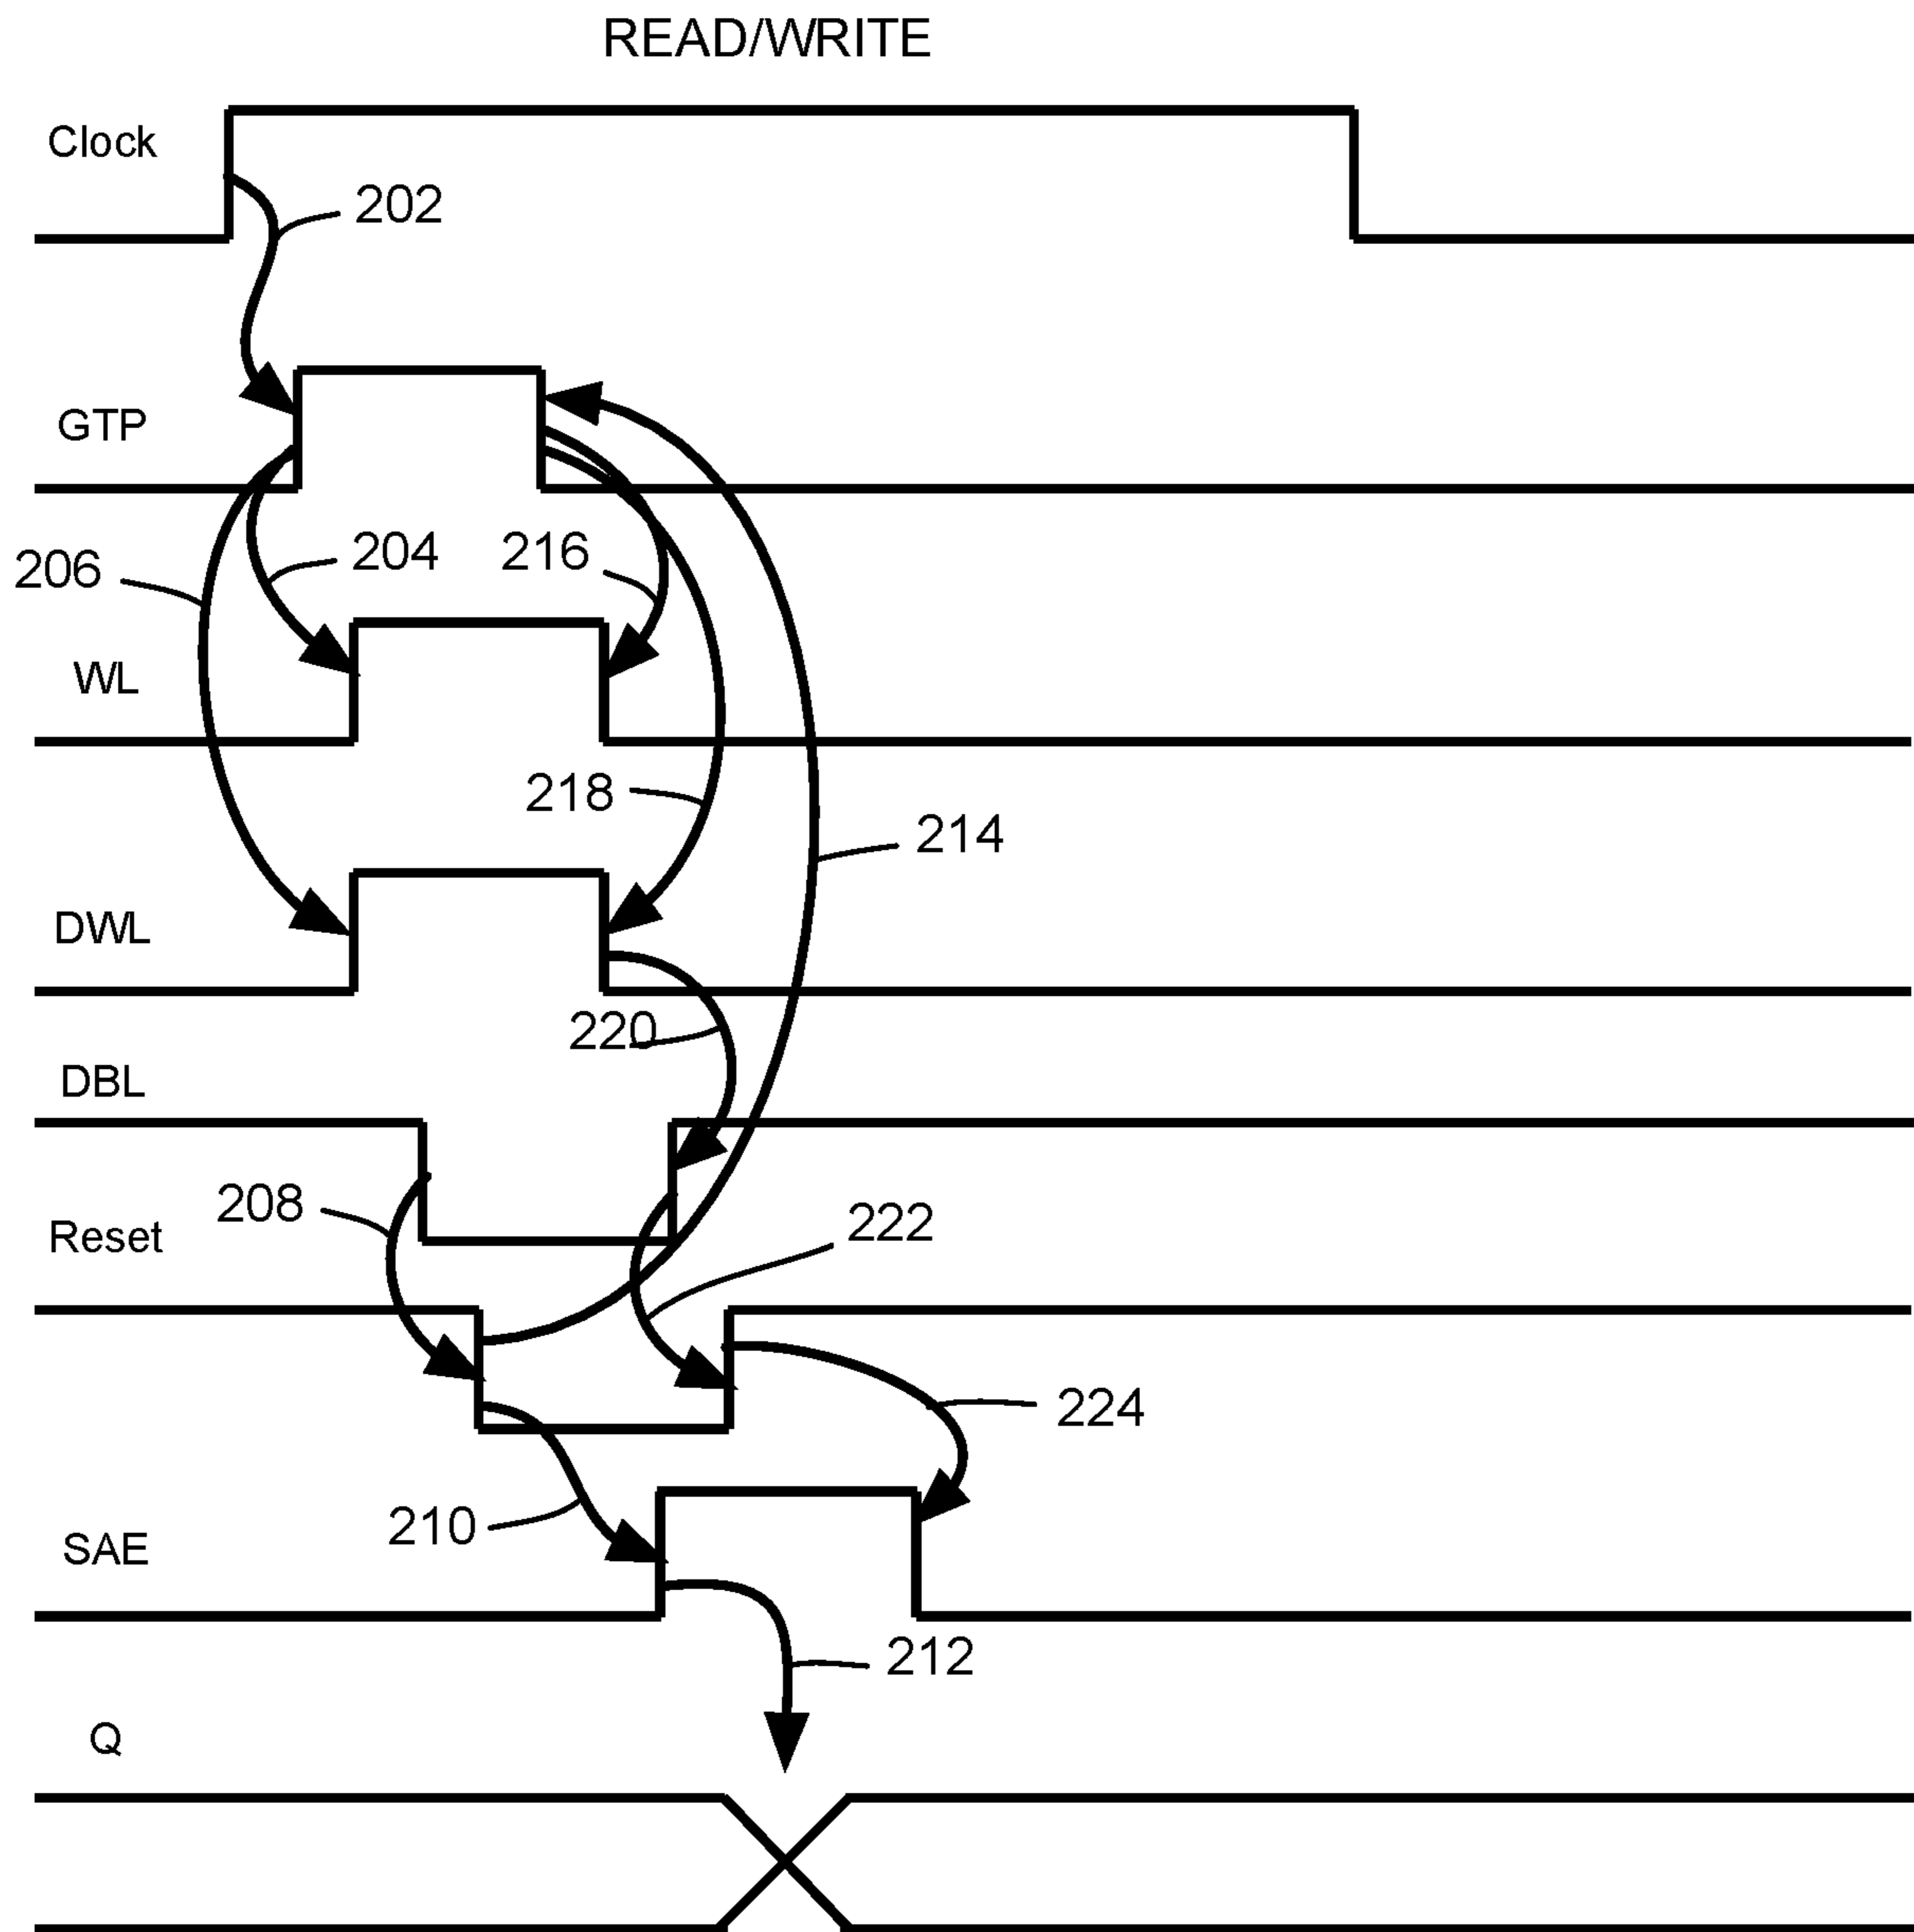 READ/WRITE
Clock
202
GTP
204
216
206
WL
218
214
DWL
220
DBL
208
222
Reset
224
210
SAE
212
Q